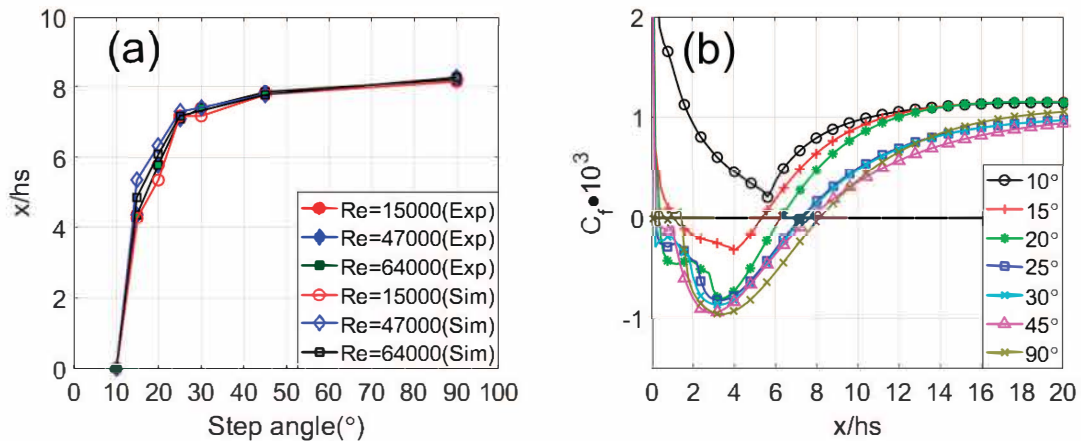 (a)
10
8
6
4
2
0
x/hs
0 10 20 30 40 50 60 70 80 90 100
Step angle(°)
Re=15000(Exp)
Re=47000(Exp)
Re=64000(Exp)
Re=15000(Sim)
Re=47000(Sim)
Re=64000(Sim)
(b)
2
1
0
-1
C_f•10^3
0 2 4 6 8 10 12 14 16 18 20
x/hs
10°
15°
20°
25°
30°
45°
90°